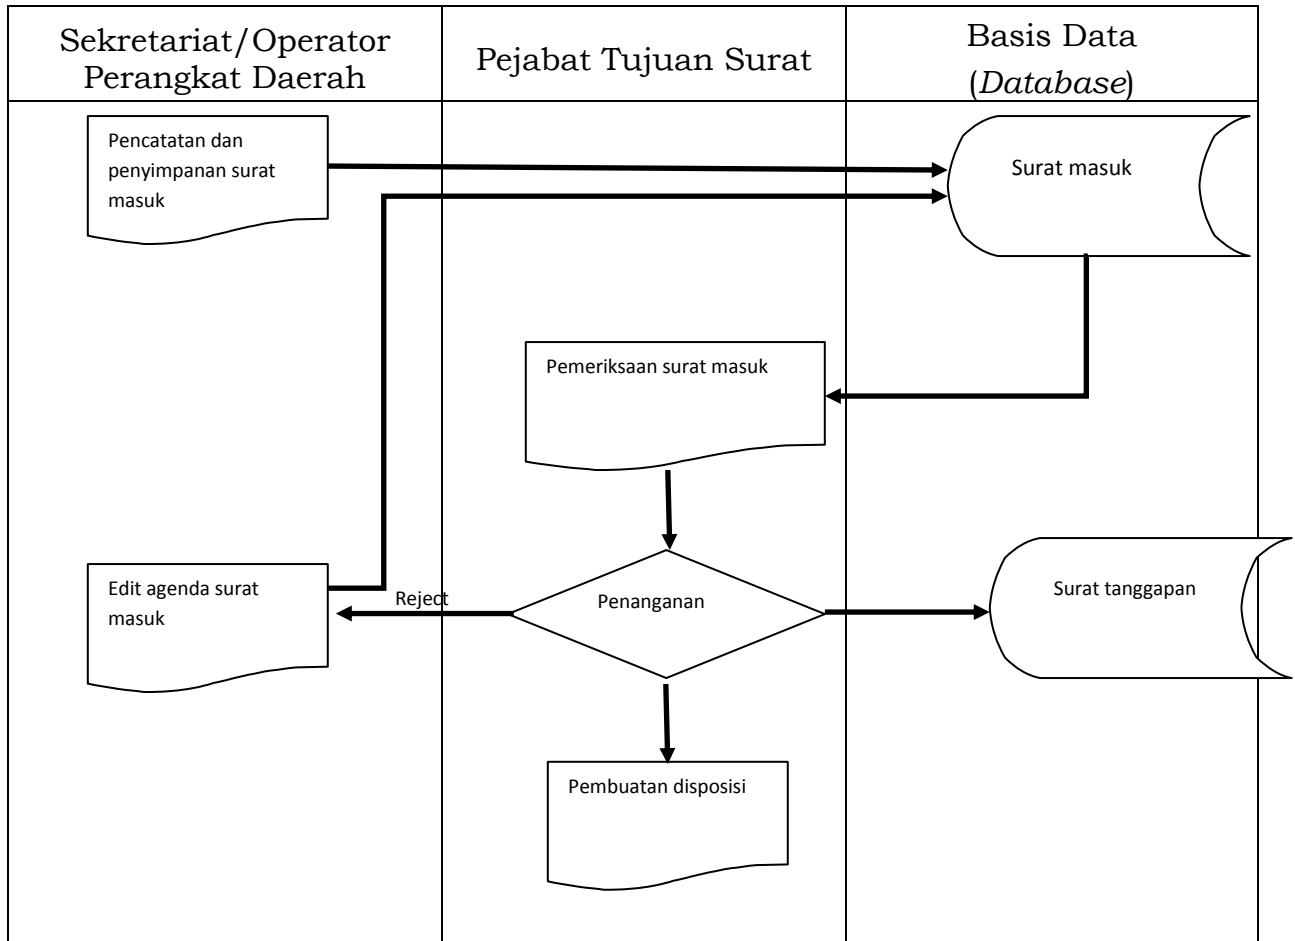 Sekretariat/Operator
Perangkat Daerah
Pejabat Tujuan Surat
Basis Data
(Database)
Pencatatan dan
penyimpanan surat
masuk
Surat masuk
Pemeriksaan surat masuk
Edit agenda surat
masuk
Reject
Penanganan
Surat tanggapan
Pembuatan disposisi